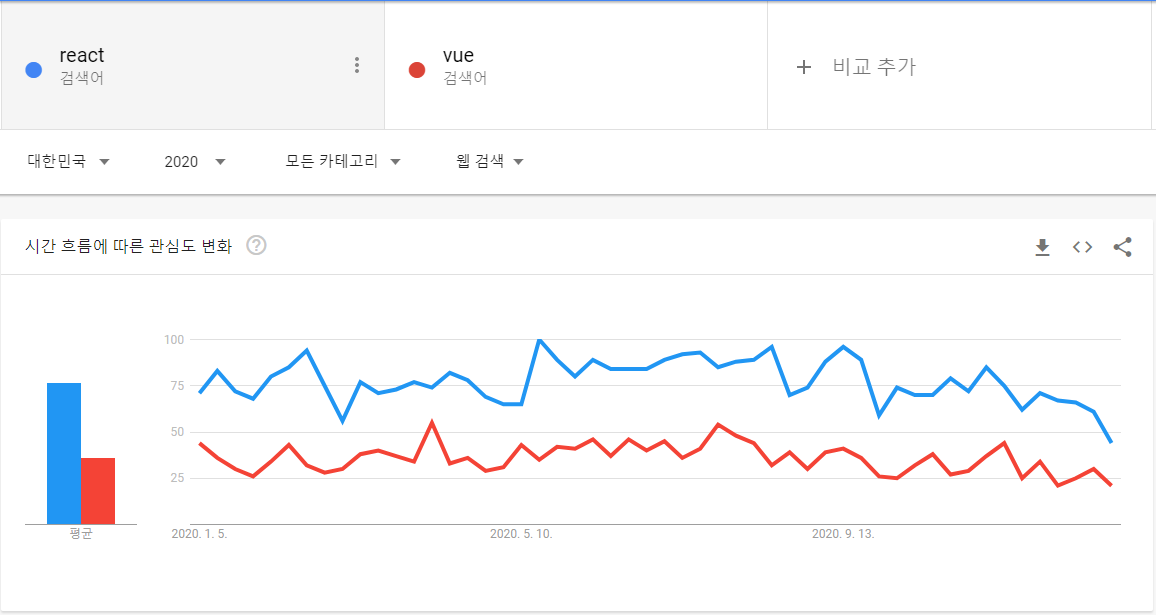 react
검색어
vue
검색어
+ 비교 추가
대한민국 2020 모든 카테고리 웹 검색
시간 흐름에 따른 관심도 변화 ?
100
75
50
25
평균 2020. 1. 5. 2020. 5. 10. 2020. 9. 13.